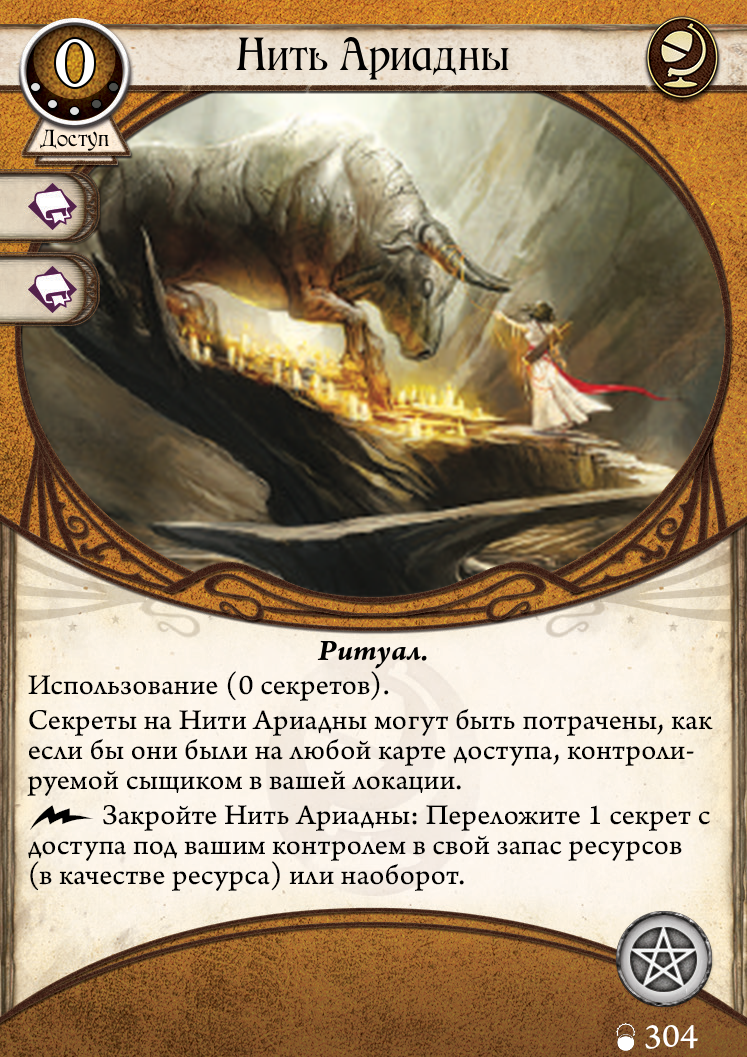 0
Нить Ариадны
Доступ
Ритуал.
Использование (0 секретов).
Секреты на Нити Ариадны могут быть потрачены, как
если бы они были на любой карте доступа, контроли-
руемой сыщиком в вашей локации.
Закройте Нить Ариадны: Переложите 1 секрет с
доступа под вашим контролем в свой запас ресурсов
(в качестве ресурса) или наоборот.
304